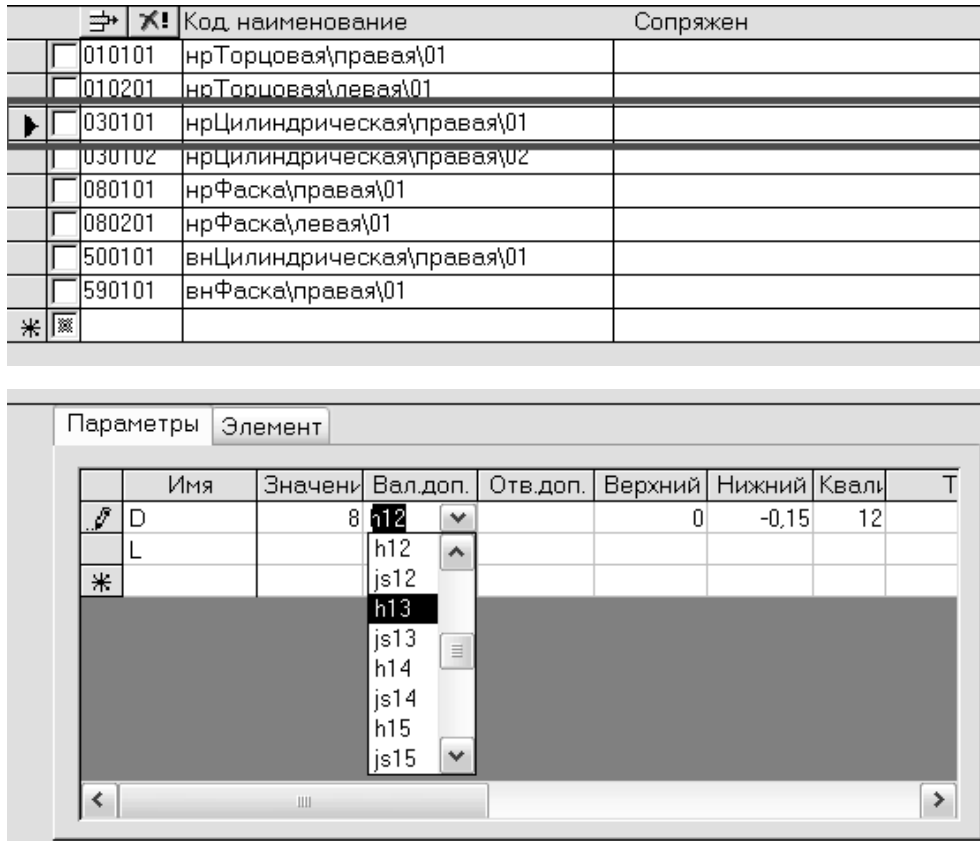 Код, наименование Сопряжен
010101 нрТорцовая\правая\01
010201 нрТорцовая\левая\01
030101 нрЦилиндрическая\правая\01
030102 нрЦилиндрическая\правая\02
080101 нрФаска\правая\01
080201 нрФаска\левая\01
500101 внЦилиндрическая\правая\01
590101 внФаска\правая\01
Параметры Элемент
Имя Значени Вал.доп. Отв.доп. Верхний Нижний Квали Т
D 8 h12 0 -0,15 12
L
h12
js12
h13
js13
h14
js14
h15
js15